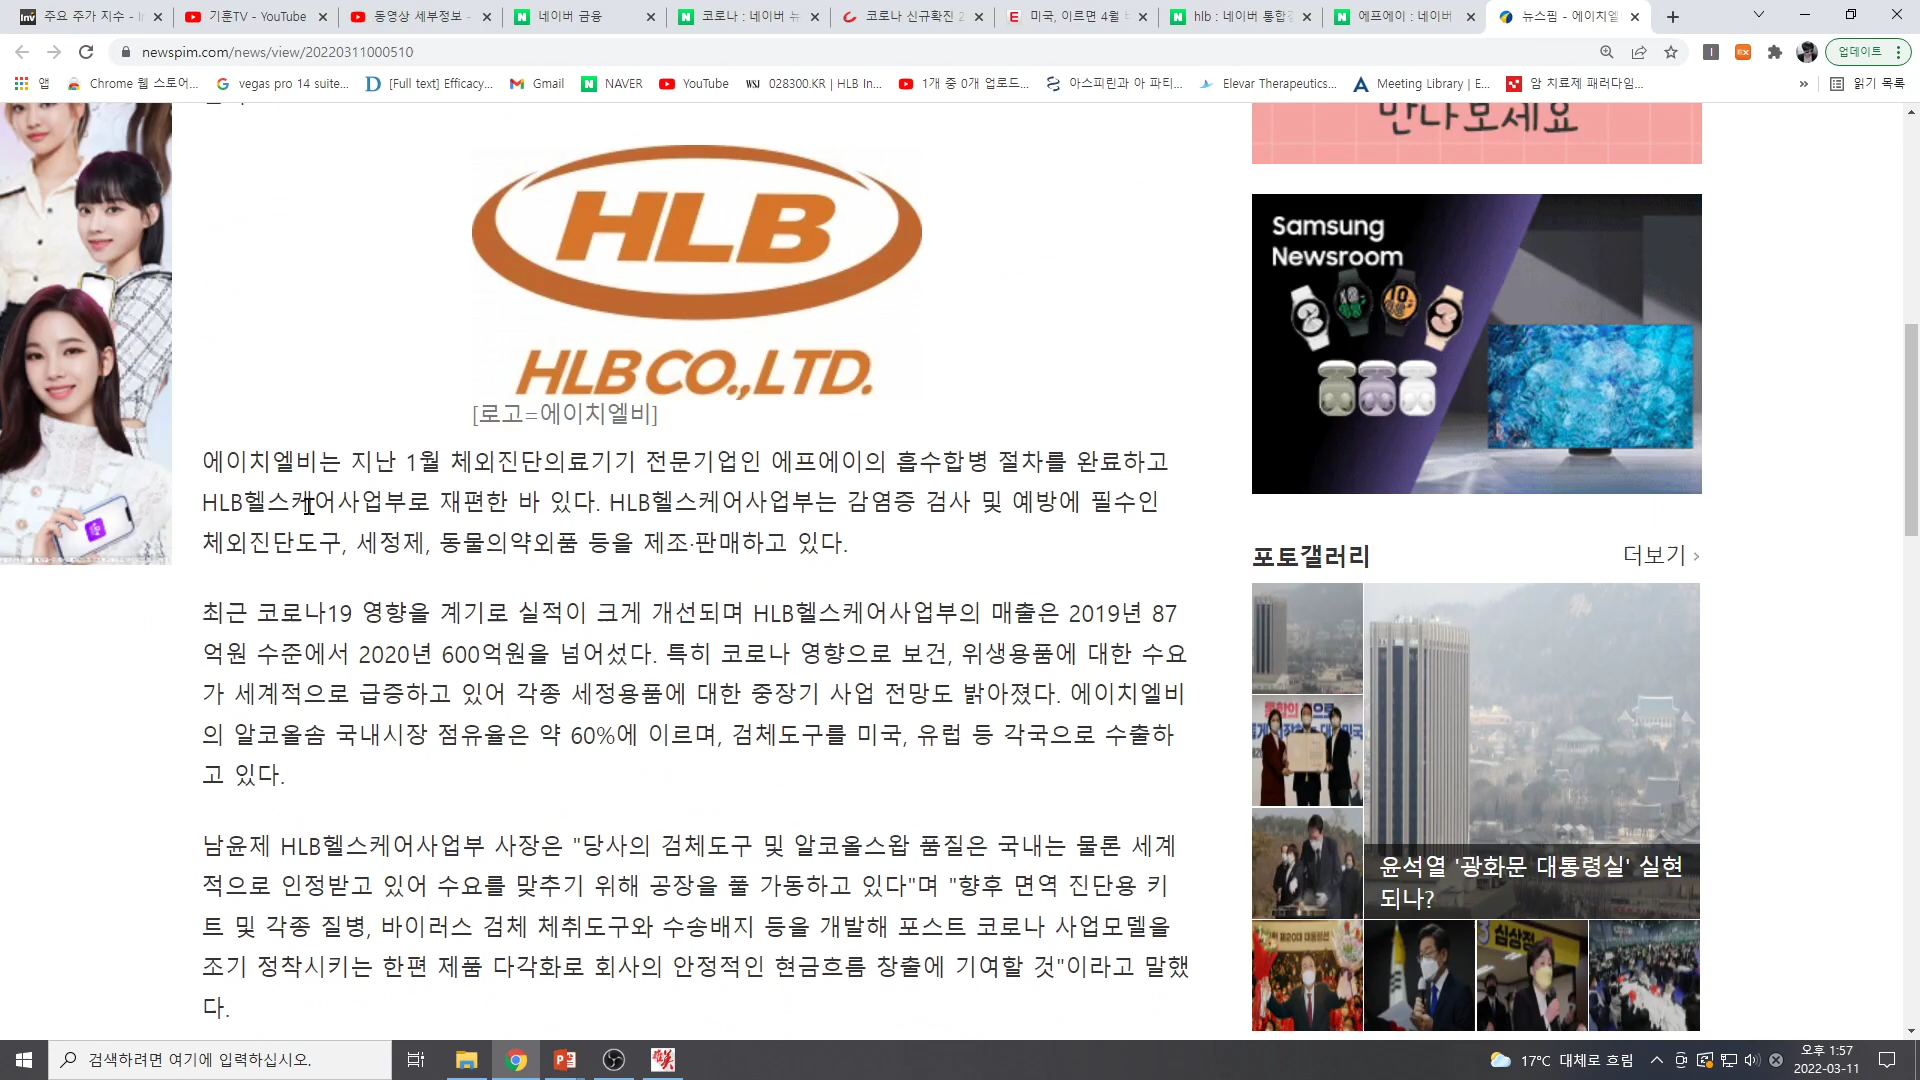 주요 주가 지수 - In
기훈TV - YouTube
동영상 세부정보 -
네이버 금융
코로나 : 네이버 뉴
코로나 신규확진 2
미국, 이르면 4월
hlb : 네이버 통합검
에프에이 : 네이버
뉴스핌 - 에이치엘
newspim.com/news/view/20220311000510
업데이트
앱
Chrome 웹 스토어...
vegas pro 14 suite...
[Full text] Efficacy...
Gmail
NAVER
YouTube
028300.KR | HLB In...
1개 중 0개 업로드...
아스피린과 아 파티...
Elevar Therapeutics...
Meeting Library | E...
암 치료제 패러다임...
»
읽기 목록
만나보세요
HLB
HLB CO.,LTD.
[로고=에이치엘비]
Samsung
Newsroom
에이치엘비는 지난 1월 체외진단의료기기 전문기업인 에프에이의 흡수합병 절차를 완료하고
HLB헬스케어사업부로 재편한 바 있다. HLB헬스케어사업부는 감염증 검사 및 예방에 필수인
체외진단도구, 세정제, 동물의약외품 등을 제조·판매하고 있다.
최근 코로나19 영향을 계기로 실적이 크게 개선되며 HLB헬스케어사업부의 매출은 2019년 87
억원 수준에서 2020년 600억원을 넘어섰다. 특히 코로나 영향으로 보건, 위생용품에 대한 수요
가 세계적으로 급증하고 있어 각종 세정용품에 대한 중장기 사업 전망도 밝아졌다. 에이치엘비
의 알코올솜 국내시장 점유율은 약 60%에 이르며, 검체도구를 미국, 유럽 등 각국으로 수출하
고 있다.
남윤제 HLB헬스케어사업부 사장은 "당사의 검체도구 및 알코올스왑 품질은 국내는 물론 세계
적으로 인정받고 있어 수요를 맞추기 위해 공장을 풀 가동하고 있다"며 "향후 면역 진단용 키
트 및 각종 질병, 바이러스 검체 체취도구와 수송배지 등을 개발해 포스트 코로나 사업모델을
조기 정착시키는 한편 제품 다각화로 회사의 안정적인 현금흐름 창출에 기여할 것"이라고 말했
다.
포토갤러리
더보기 >
윤석열 '광화문 대통령실' 실현
되나?
심상정
검색하려면 여기에 입력하십시오.
17°C 대체로 흐림
오후 1:57
2022-03-11